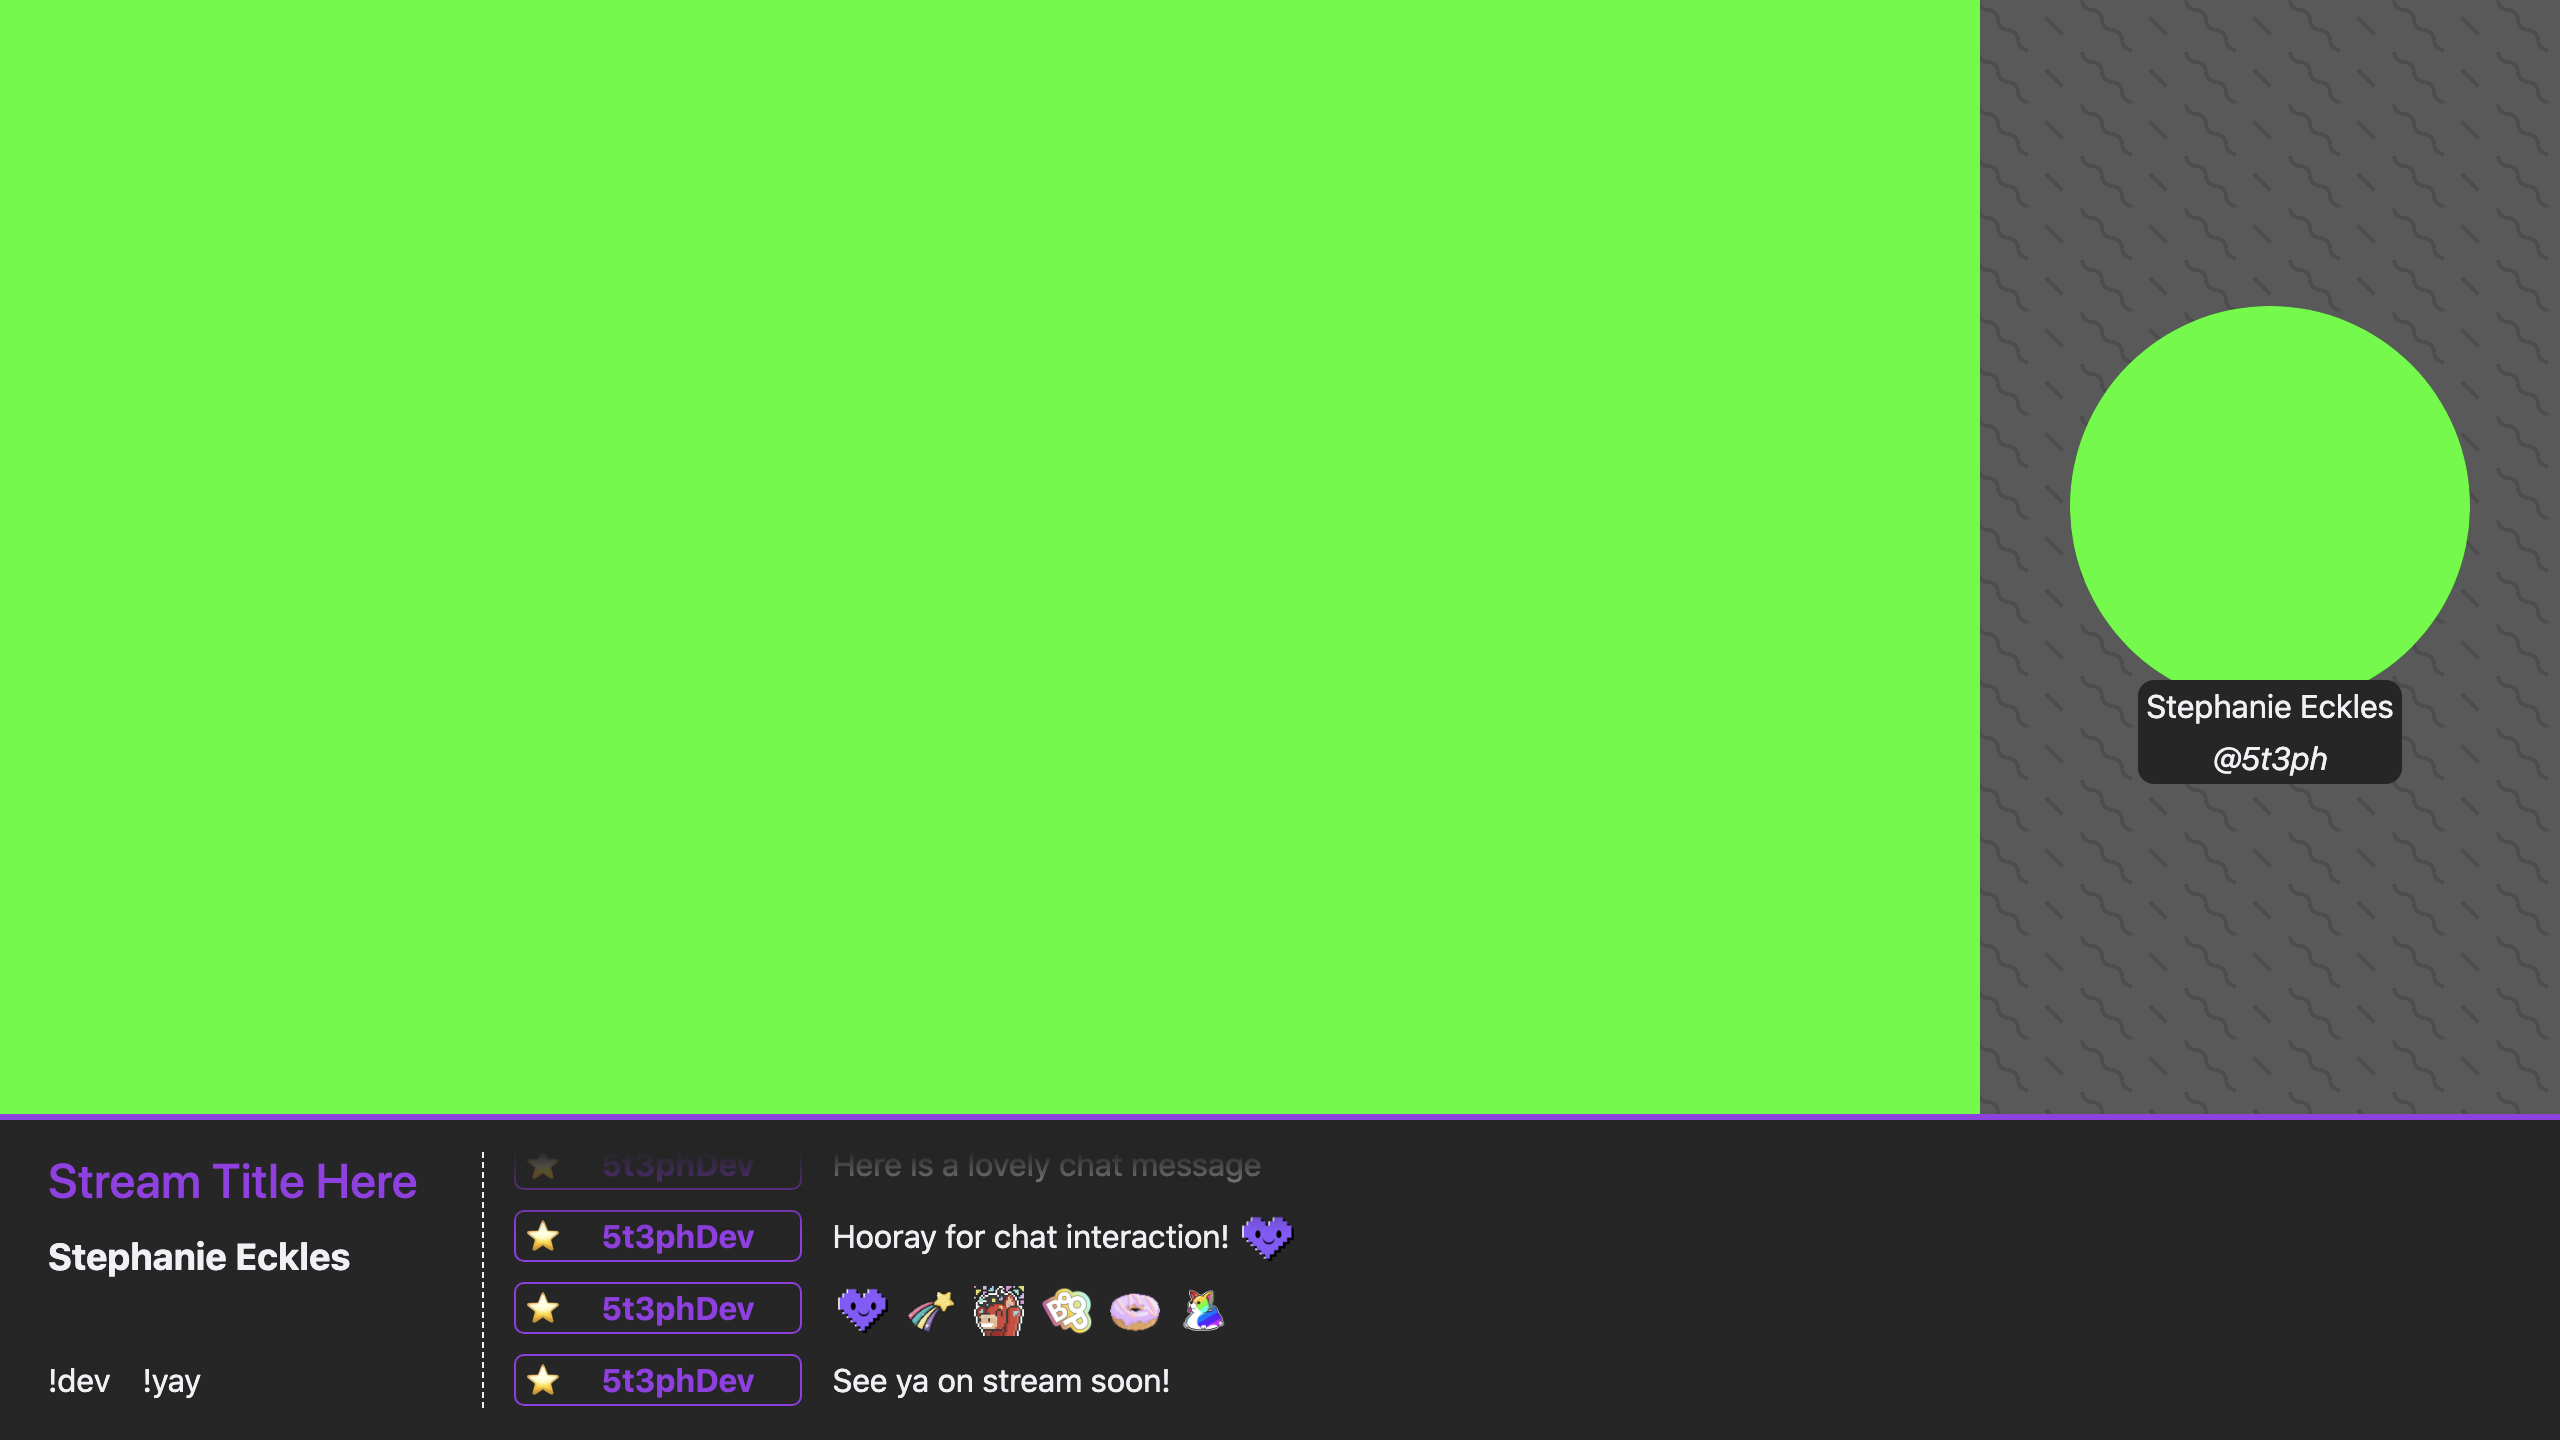 Stephanie Eckles
@5t3ph
Stream Title Here
Stephanie Eckles
!dev !yay
5t3phDev Here is a lovely chat message
5t3phDev Hooray for chat interaction!
5t3phDev
5t3phDev See ya on stream soon!